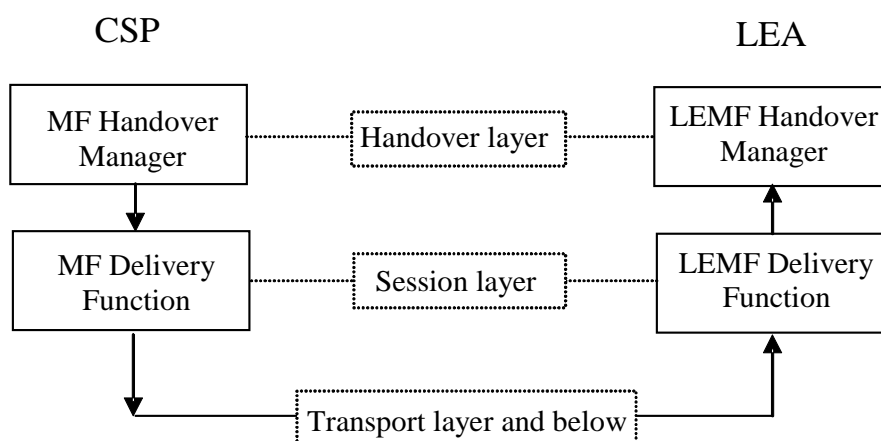 CSP
LEA
MF Handover
Manager
Handover layer
LEMF Handover
Manager
MF Delivery
Function
Session layer
LEMF Delivery
Function
Transport layer and below